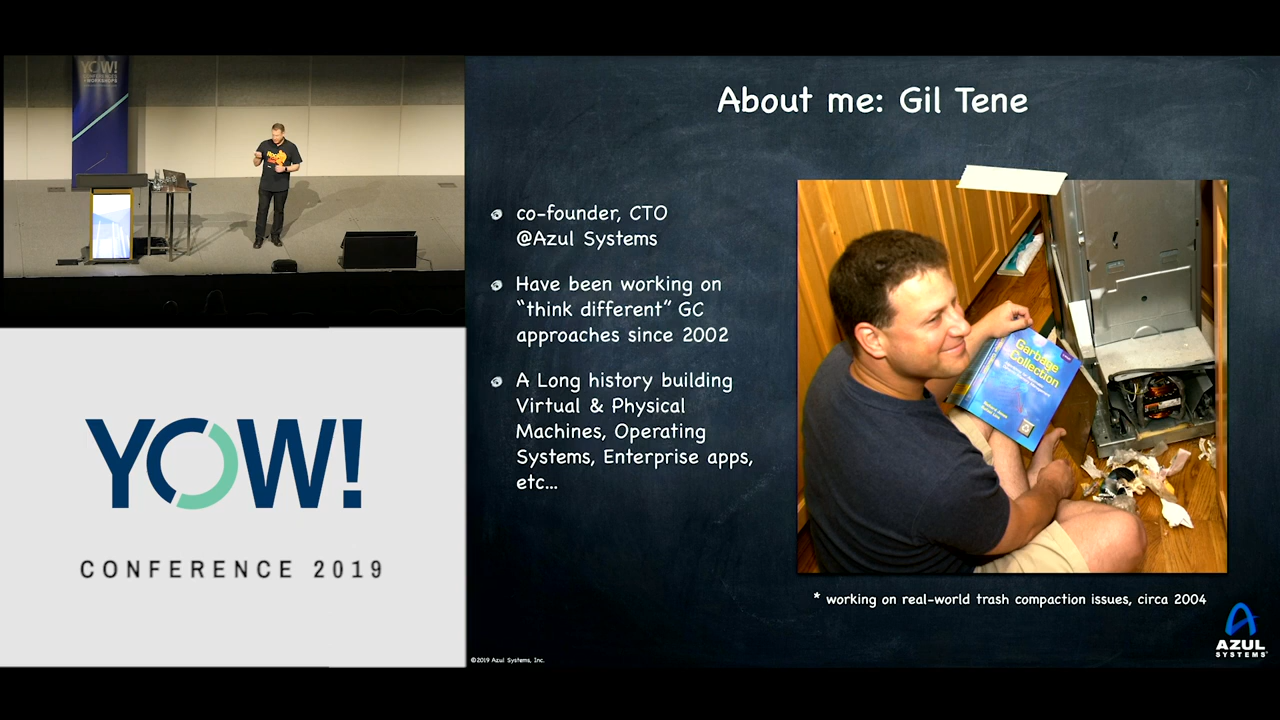 YOW!
YOW!
CONFERENCE 2019
About me: Gil Tene
co-founder, CTO
@Azul Systems
Have been working on
“think different” GC
approaches since 2002
A Long history building
Virtual & Physical
Machines, Operating
Systems, Enterprise apps,
etc...
Garbage
Collection
* working on real-world trash compaction issues, circa 2004
AZUL
SYSTEMS
©2019 Azul Systems, Inc.